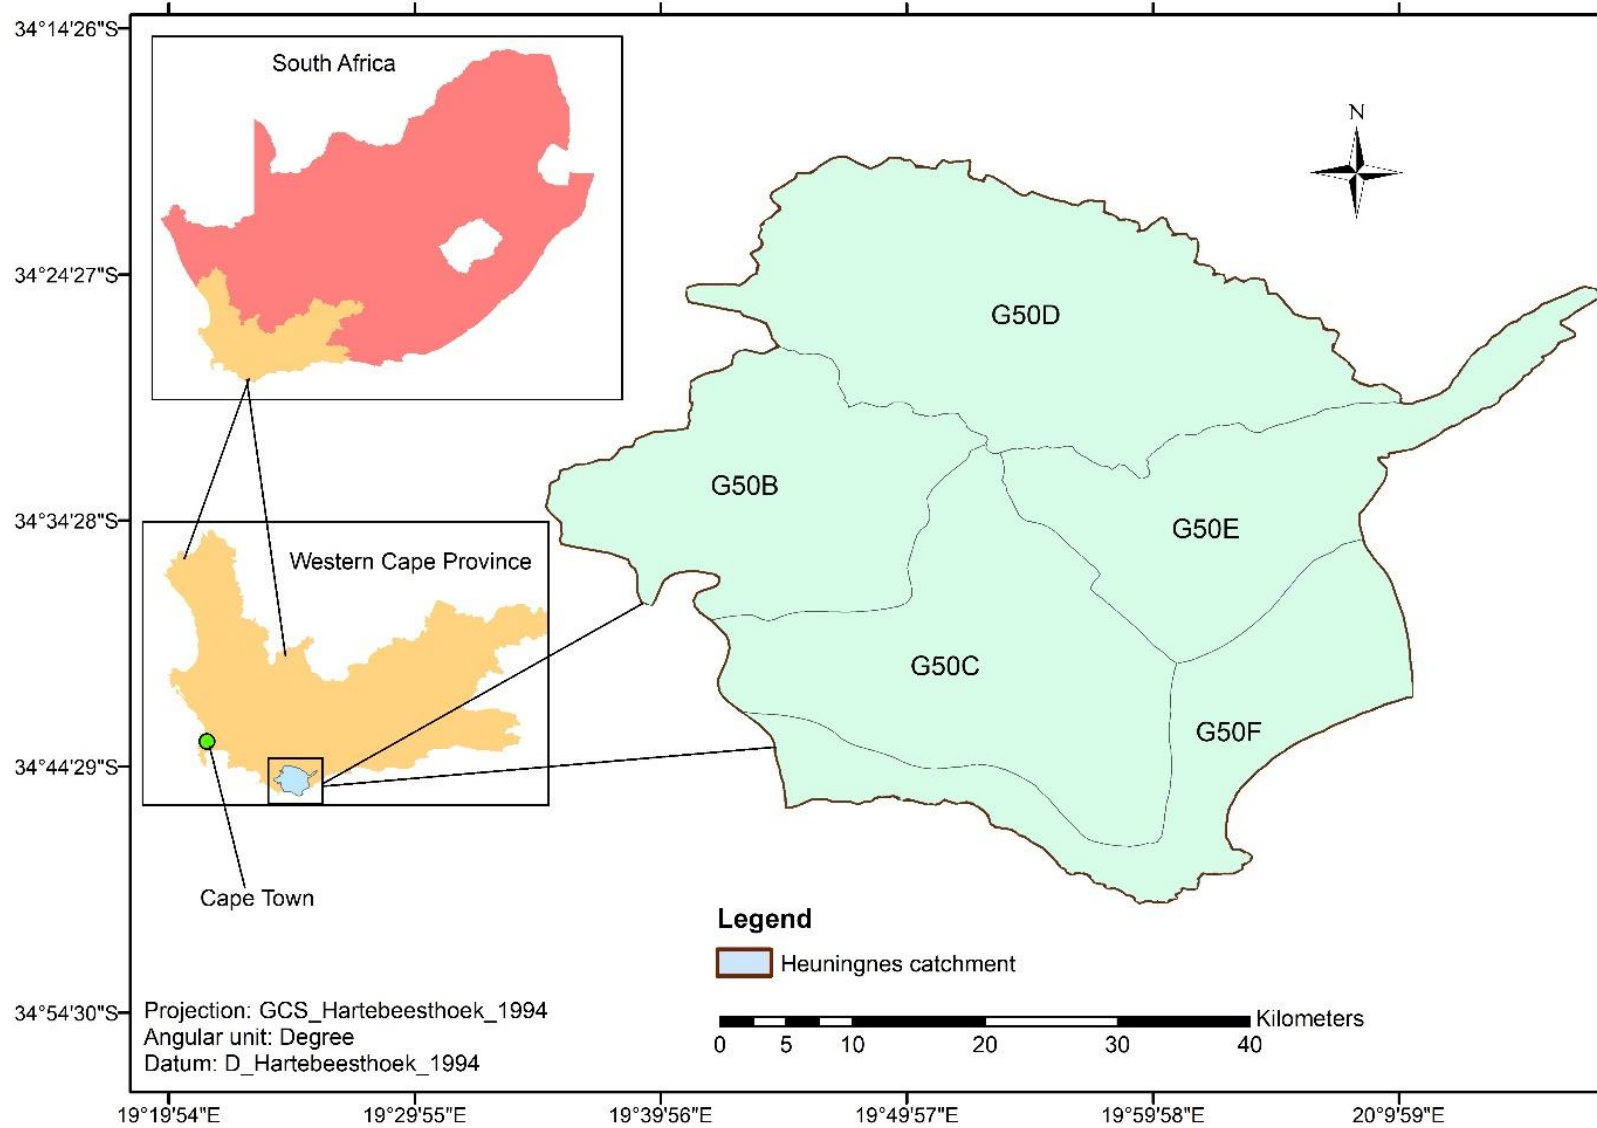 34°14'26"S
South Africa
N
34°24'27"S
G50D
G50B
34°34'28"S
G50E
Western Cape Province
G50C
G50F
34°44'29"S
Cape Town
Legend
Heuningnes catchment
34°54'30"S
Projection: GCS_Hartebeesthoek_1994
Angular unit: Degree
Datum: D_Hartebeesthoek_1994
Kilometers
0 5 10 20 30 40
19°19'54"E 19°29'55"E 19°39'56"E 19°49'57"E 19°59'58"E 20°9'59"E